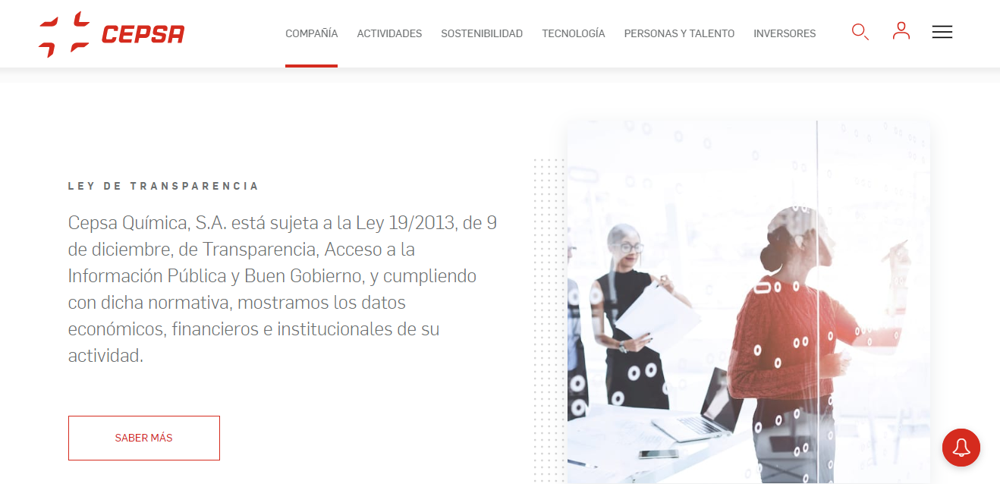 CEPSA
COMPAÑÍA ACTIVIDADES SOSTENIBILIDAD TECNOLOGÍA PERSONAS Y TALENTO INVERSORES
LEY DE TRANSPARENCIA
Cepsa Química, S.A. está sujeta a la Ley 19/2013, de 9
de diciembre, de Transparencia, Acceso a la
Información Pública y Buen Gobierno, y cumpliendo
con dicha normativa, mostramos los datos
económicos, financieros e institucionales de su
actividad.
SABER MÁS